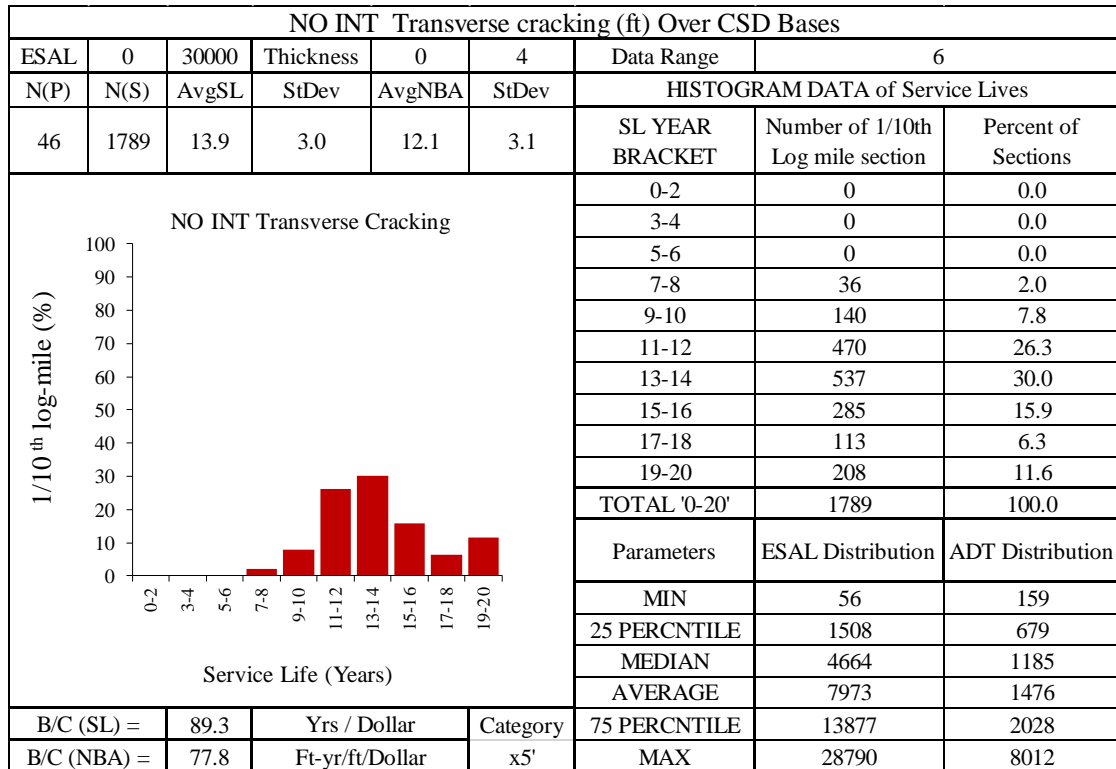 NO INT Transverse cracking (ft) Over CSD Bases
ESAL 0 30000 Thickness 0 4 Data Range 6
N(P) N(S) AvgSL StDev AvgNBA StDev HISTOGRAM DATA of Service Lives
46 1789 13.9 3.0 12.1 3.1
SL YEAR BRACKET Number of 1/10th Log mile section Percent of Sections
0-2 0 0.0
3-4 0 0.0
5-6 0 0.0
7-8 36 2.0
9-10 140 7.8
11-12 470 26.3
13-14 537 30.0
15-16 285 15.9
17-18 113 6.3
19-20 208 11.6
TOTAL '0-20' 1789 100.0
Parameters ESAL Distribution ADT Distribution
MIN 56 159
25 PERCNTILE 1508 679
MEDIAN 4664 1185
AVERAGE 7973 1476
75 PERCNTILE 13877 2028
MAX 28790 8012
NO INT Transverse Cracking
1/10 th log-mile (%)
100
90
80
70
60
50
40
30
20
10
0
0-2 3-4 5-6 7-8 9-10 11-12 13-14 15-16 17-18 19-20
Service Life (Years)
B/C (SL) = 89.3 Yrs / Dollar Category
B/C (NBA) = 77.8 Ft-yr/ft/Dollar x5'